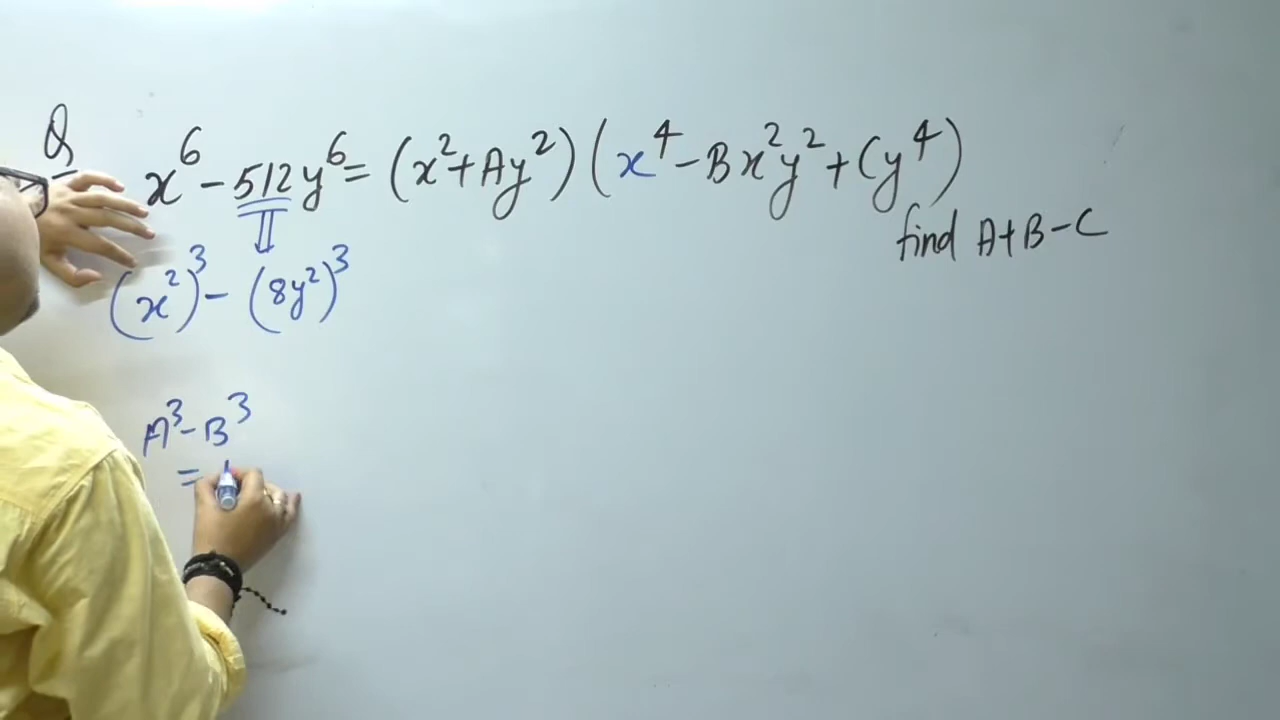 Q x⁶ - 512y⁶ = (x² + Ay²) (x⁴ - Bx²y² + Cy⁴)
find A+B-C
(x²)³ - (8y²)³
A³ - B³
=